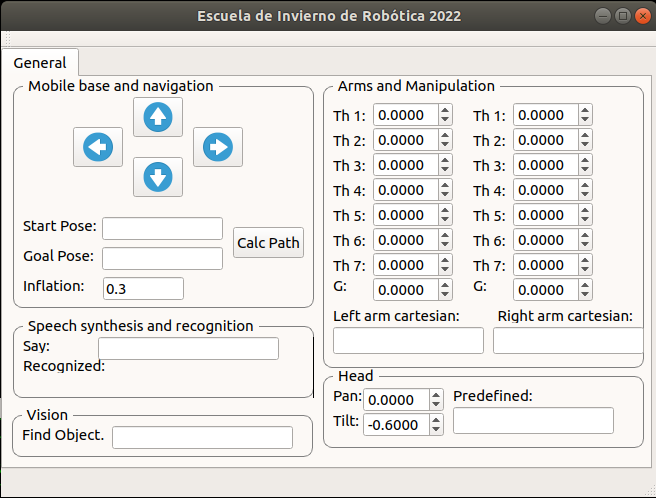 Escuela de Invierno de Robótica 2022
General
Mobile base and navigation
Start Pose:
Goal Pose:
Calc Path
Inflation: 0.3
Speech synthesis and recognition
Say:
Recognized:
Vision
Find Object.
Arms and Manipulation
Th 1: 0.0000 Th 1: 0.0000
Th 2: 0.0000 Th 2: 0.0000
Th 3: 0.0000 Th 3: 0.0000
Th 4: 0.0000 Th 4: 0.0000
Th 5: 0.0000 Th 5: 0.0000
Th 6: 0.0000 Th 6: 0.0000
Th 7: 0.0000 Th 7: 0.0000
G: 0.0000 G: 0.0000
Left arm cartesian: Right arm cartesian:
Head
Pan: 0.0000 Predefined:
Tilt: -0.6000